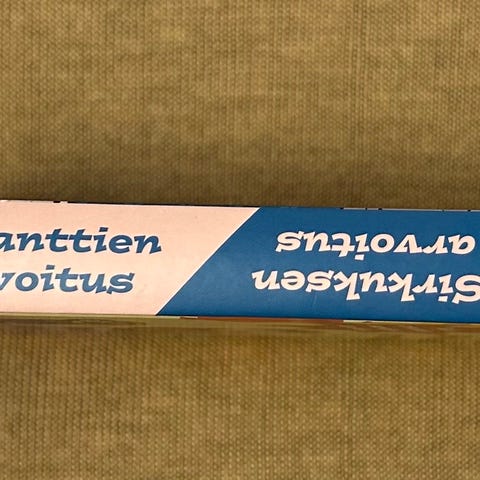 anttien
voitus
Sirkuksen
arvoitus